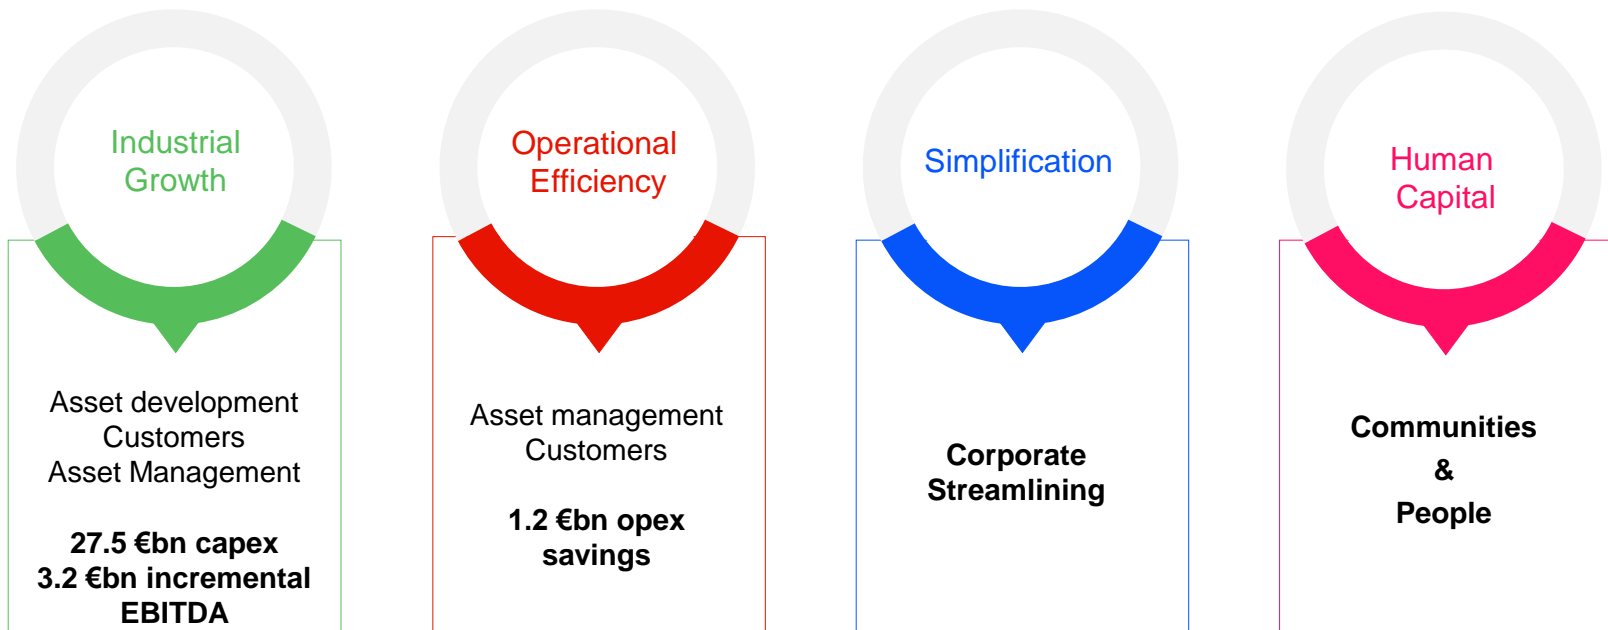 Industrial
Growth
Asset development
Customers
Asset Management
27.5 €bn capex
3.2 €bn incremental
EBITDA
Operational
Efficiency
Asset management
Customers
1.2 €bn opex
savings
Simplification
Corporate
Streamlining
Human
Capital
Communities
&
People